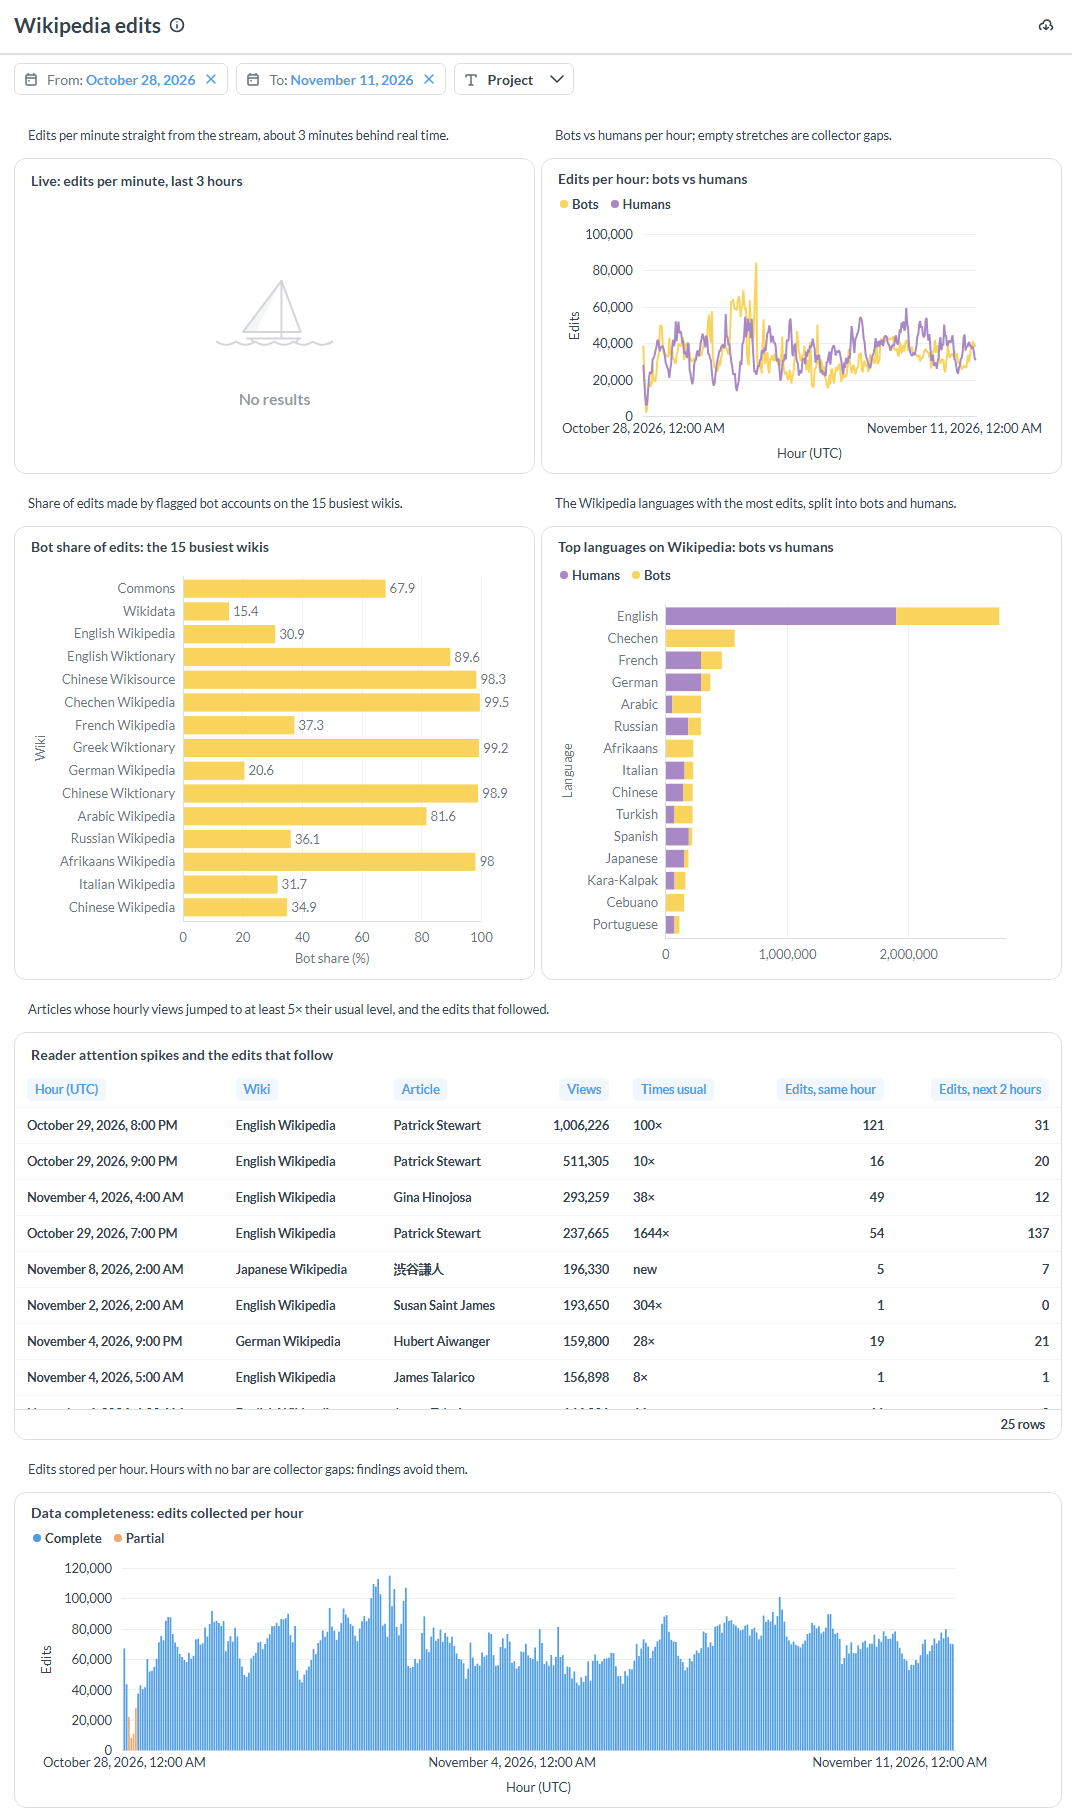 Wikipedia edits
From: October 28, 2026
To: November 11, 2026
Project
Edits per minute straight from the stream, about 3 minutes behind real time.
Live: edits per minute, last 3 hours
No results
Bots vs humans per hour; empty stretches are collector gaps.
Edits per hour: bots vs humans
Bots Humans
100,000
80,000
60,000
40,000
20,000
0
Edits
October 28, 2026, 12:00 AM November 11, 2026, 12:00 AM
Hour (UTC)
Share of edits made by flagged bot accounts on the 15 busiest wikis.
Bot share of edits: the 15 busiest wikis
Wiki
Commons 67.9
Wikidata 15.4
English Wikipedia 30.9
English Wiktionary 89.6
Chinese Wikisource 98.3
Chechen Wikipedia 99.5
French Wikipedia 37.3
Greek Wiktionary 99.2
German Wikipedia 20.6
Chinese Wiktionary 98.9
Arabic Wikipedia 81.6
Russian Wikipedia 36.1
Afrikaans Wikipedia 98
Italian Wikipedia 31.7
Chinese Wikipedia 34.9
0 20 40 60 80 100
Bot share (%)
The Wikipedia languages with the most edits, split into bots and humans.
Top languages on Wikipedia: bots vs humans
Humans Bots
Language
English
Chechen
French
German
Arabic
Russian
Afrikaans
Italian
Chinese
Turkish
Spanish
Japanese
Kara-Kalpak
Cebuano
Portuguese
0 1,000,000 2,000,000
Articles whose hourly views jumped to at least 5× their usual level, and the edits that followed.
Reader attention spikes and the edits that follow
Hour (UTC) Wiki Article Views Times usual Edits, same hour Edits, next 2 hours
October 29, 2026, 8:00 PM English Wikipedia Patrick Stewart 1,006,226 100× 121 31
October 29, 2026, 9:00 PM English Wikipedia Patrick Stewart 511,305 10× 16 20
November 4, 2026, 4:00 AM English Wikipedia Gina Hinojosa 293,259 38× 49 12
October 29, 2026, 7:00 PM English Wikipedia Patrick Stewart 237,665 1644× 54 137
November 8, 2026, 2:00 AM Japanese Wikipedia 渋谷謙人 196,330 new 5 7
November 2, 2026, 2:00 AM English Wikipedia Susan Saint James 193,650 304× 1 0
November 4, 2026, 9:00 PM German Wikipedia Hubert Aiwanger 159,800 28× 19 21
November 4, 2026, 5:00 AM English Wikipedia James Talarico 156,898 8× 1 1
25 rows
Edits stored per hour. Hours with no bar are collector gaps: findings avoid them.
Data completeness: edits collected per hour
Complete Partial
120,000
100,000
80,000
60,000
40,000
20,000
0
Edits
October 28, 2026, 12:00 AM November 4, 2026, 12:00 AM November 11, 2026, 12:00 AM
Hour (UTC)